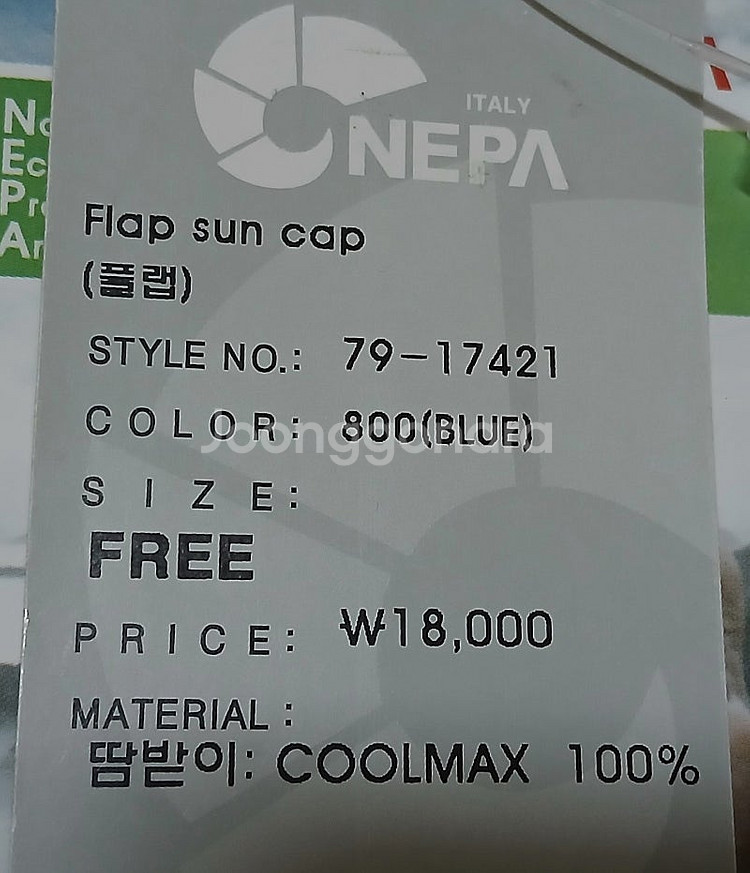 ITALY
NEPA
Flap sun cap
(플랩)
STYLE NO.: 79-17421
COLOR: 800(BLUE)
SIZE:
FREE
PRICE: ₩18,000
MATERIAL :
땀받이: COOLMAX 100%
Joonggonara